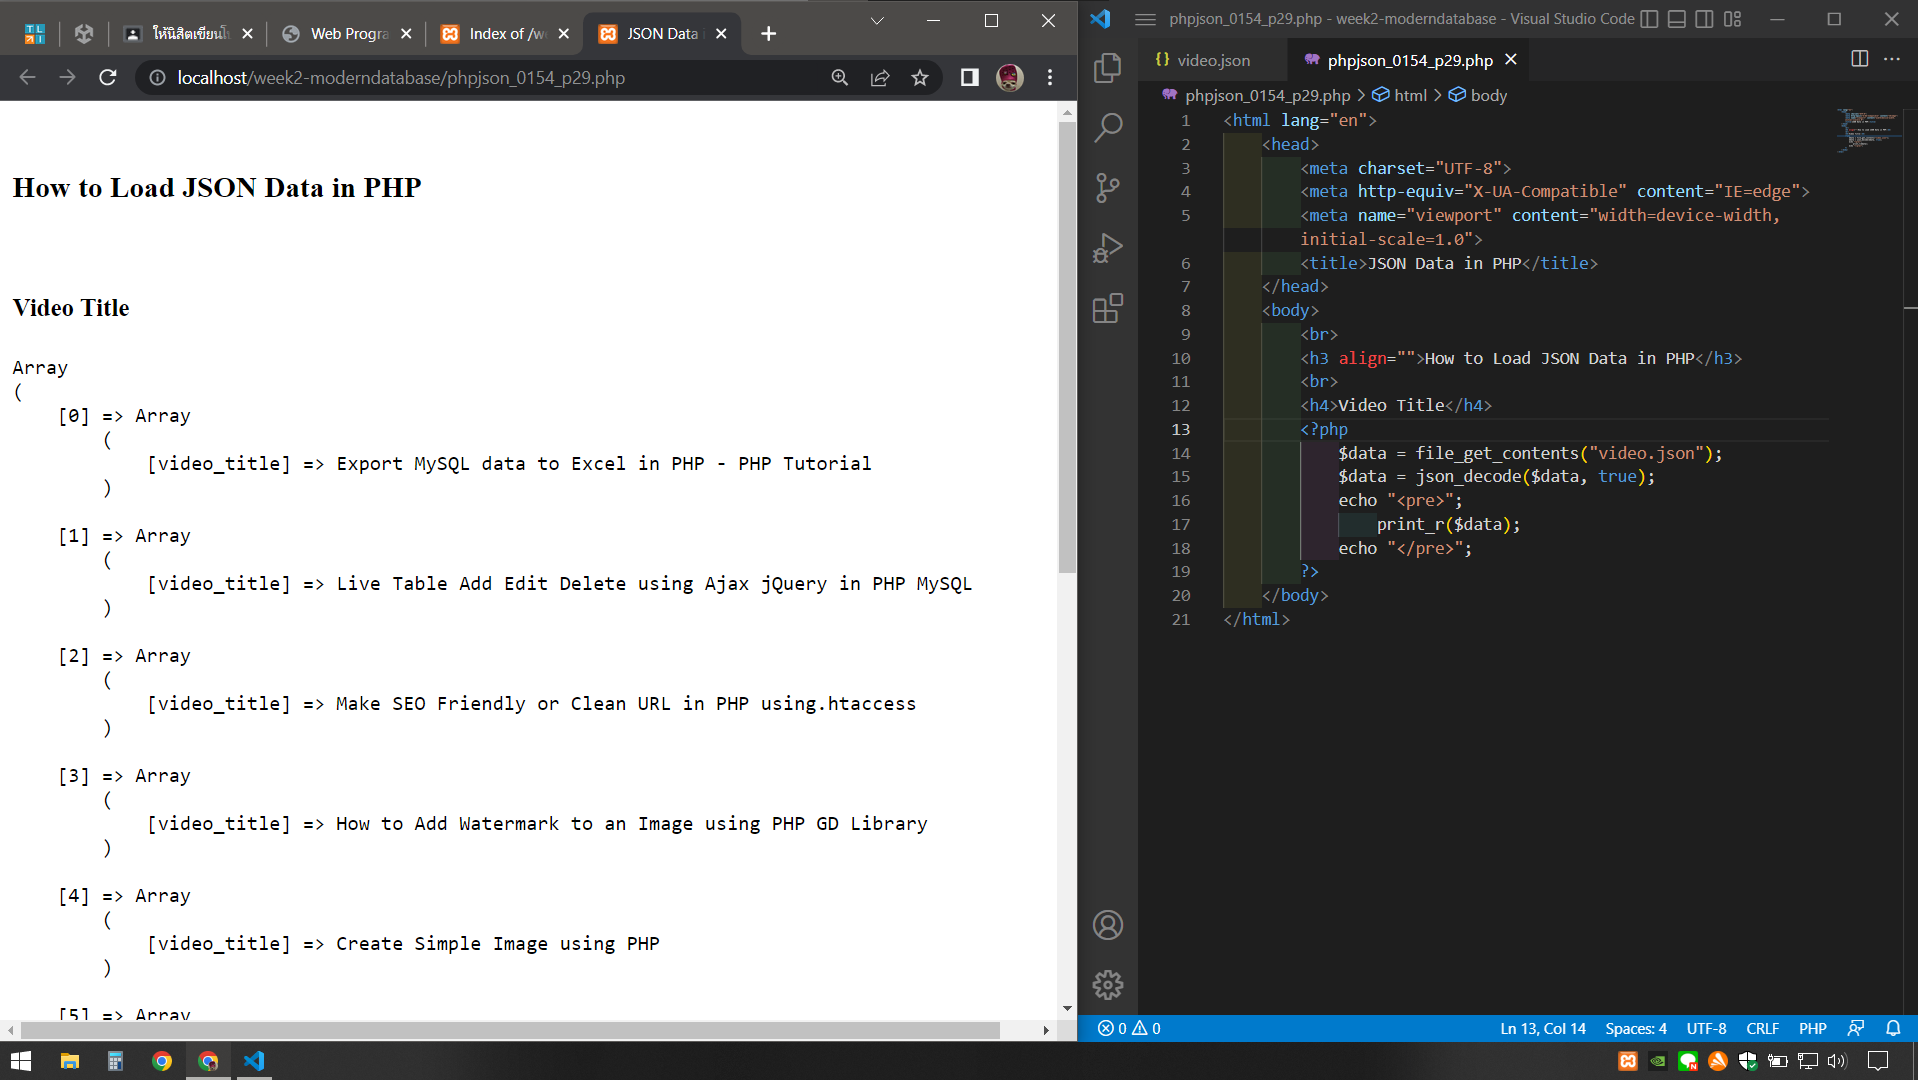 ให้นิสิตเขียนโ
Web Progra
Index of /w
JSON Data i
localhost/week2-moderndatabase/phpjson_0154_p29.php
How to Load JSON Data in PHP
Video Title
Array
(
[0] => Array
(
[video_title] => Export MySQL data to Excel in PHP - PHP Tutorial
)
[1] => Array
(
[video_title] => Live Table Add Edit Delete using Ajax jQuery in PHP MySQL
)
[2] => Array
(
[video_title] => Make SEO Friendly or Clean URL in PHP using.htaccess
)
[3] => Array
(
[video_title] => How to Add Watermark to an Image using PHP GD Library
)
[4] => Array
(
[video_title] => Create Simple Image using PHP
)
[5] => Array
phpjson_0154_p29.php - week2-moderndatabase - Visual Studio Code
{} video.json
phpjson_0154_p29.php
phpjson_0154_p29.php > html > body
1 <html lang="en">
2 <head>
3 <meta charset="UTF-8">
4 <meta http-equiv="X-UA-Compatible" content="IE=edge">
5 <meta name="viewport" content="width=device-width,
initial-scale=1.0">
6 <title>JSON Data in PHP</title>
7 </head>
8 <body>
9 <br>
10 <h3 align="">How to Load JSON Data in PHP</h3>
11 <br>
12 <h4>Video Title</h4>
13 <?php
14 $data = file_get_contents("video.json");
15 $data = json_decode($data, true);
16 echo "<pre>";
17 print_r($data);
18 echo "</pre>";
19 ?>
20 </body>
21 </html>
0 0
Ln 13, Col 14 Spaces: 4 UTF-8 CRLF PHP